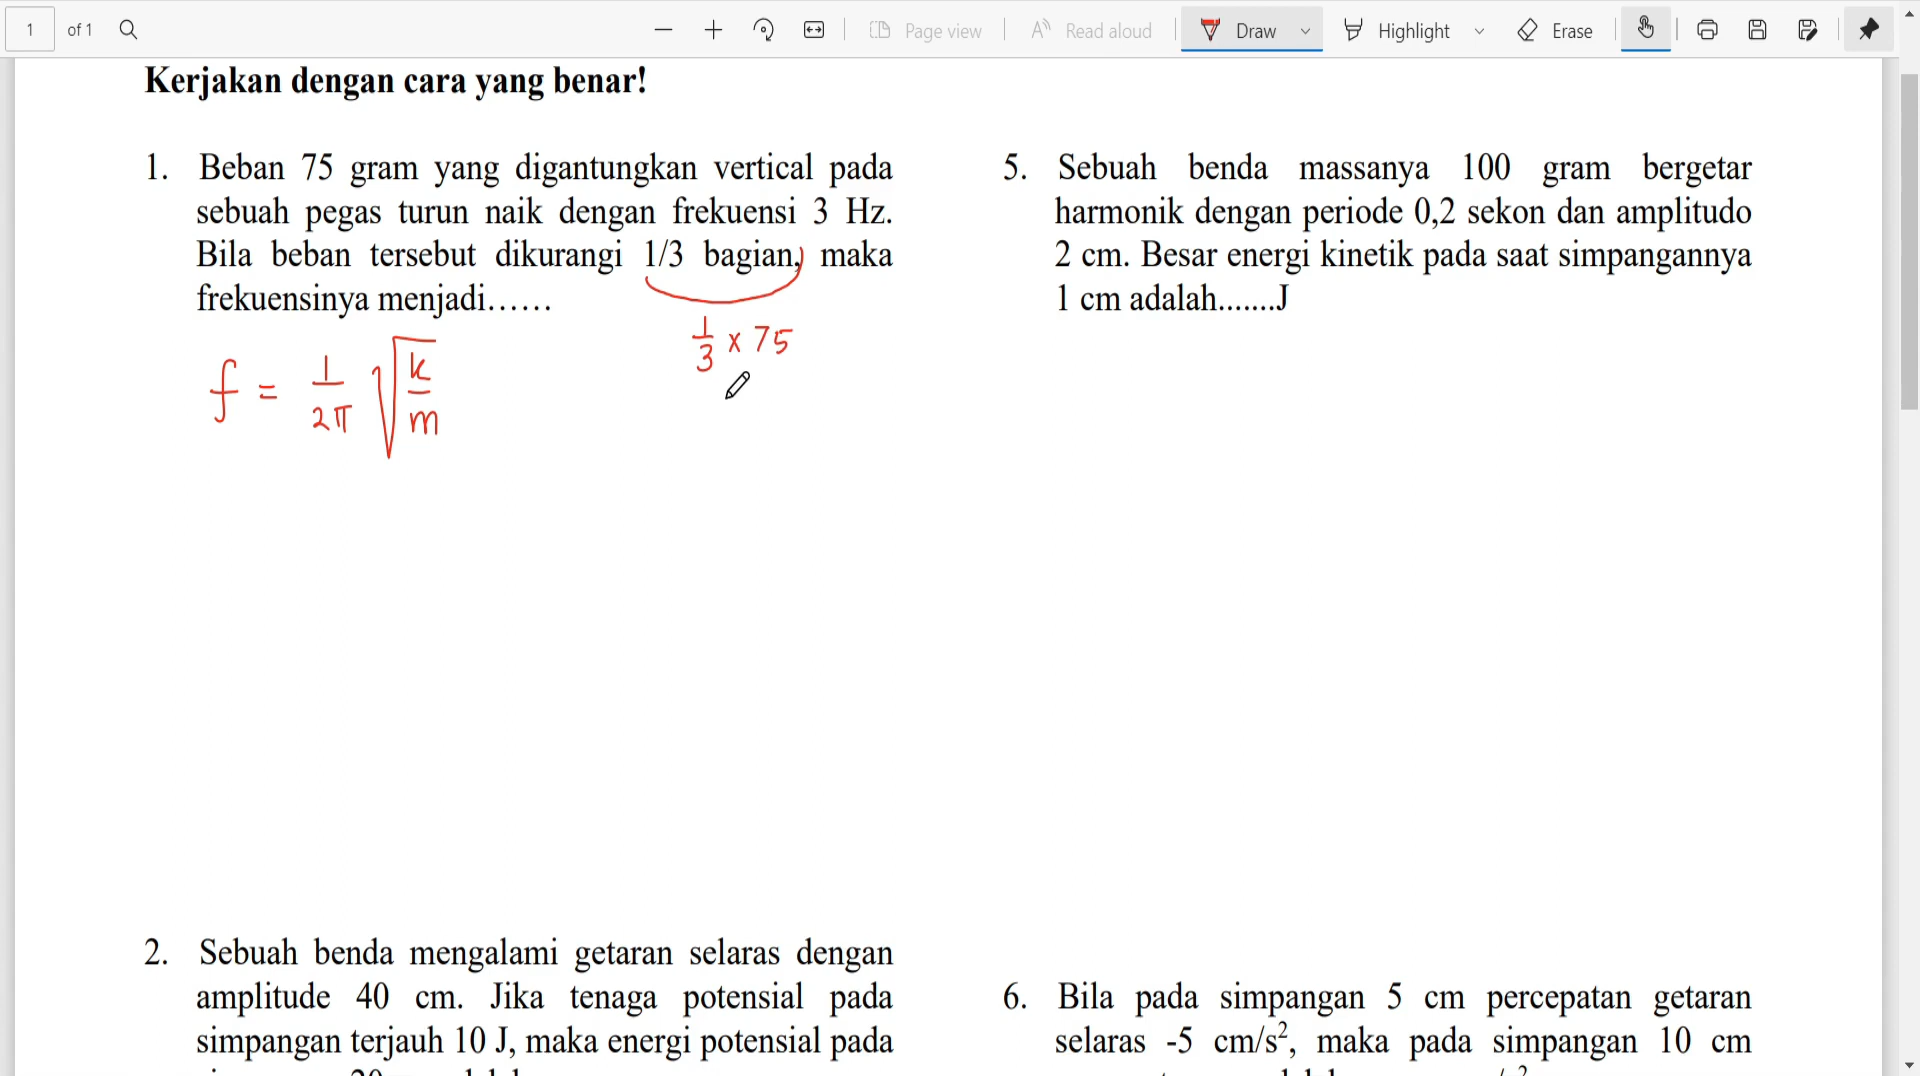 1 of 1 Page view Read aloud Draw Highlight Erase
Kerjakan dengan cara yang benar!
1. Beban 75 gram yang digantungkan vertical pada
sebuah pegas turun naik dengan frekuensi 3 Hz.
Bila beban tersebut dikurangi 1/3 bagian, maka
frekuensinya menjadi......
1/3 x 75
f = 1/2π √k/m
2. Sebuah benda mengalami getaran selaras dengan
amplitude 40 cm. Jika tenaga potensial pada
simpangan terjauh 10 J, maka energi potensial pada
5. Sebuah benda massanya 100 gram bergetar
harmonik dengan periode 0,2 sekon dan amplitudo
2 cm. Besar energi kinetik pada saat simpangannya
1 cm adalah.......J
6. Bila pada simpangan 5 cm percepatan getaran
selaras -5 cm/s², maka pada simpangan 10 cm